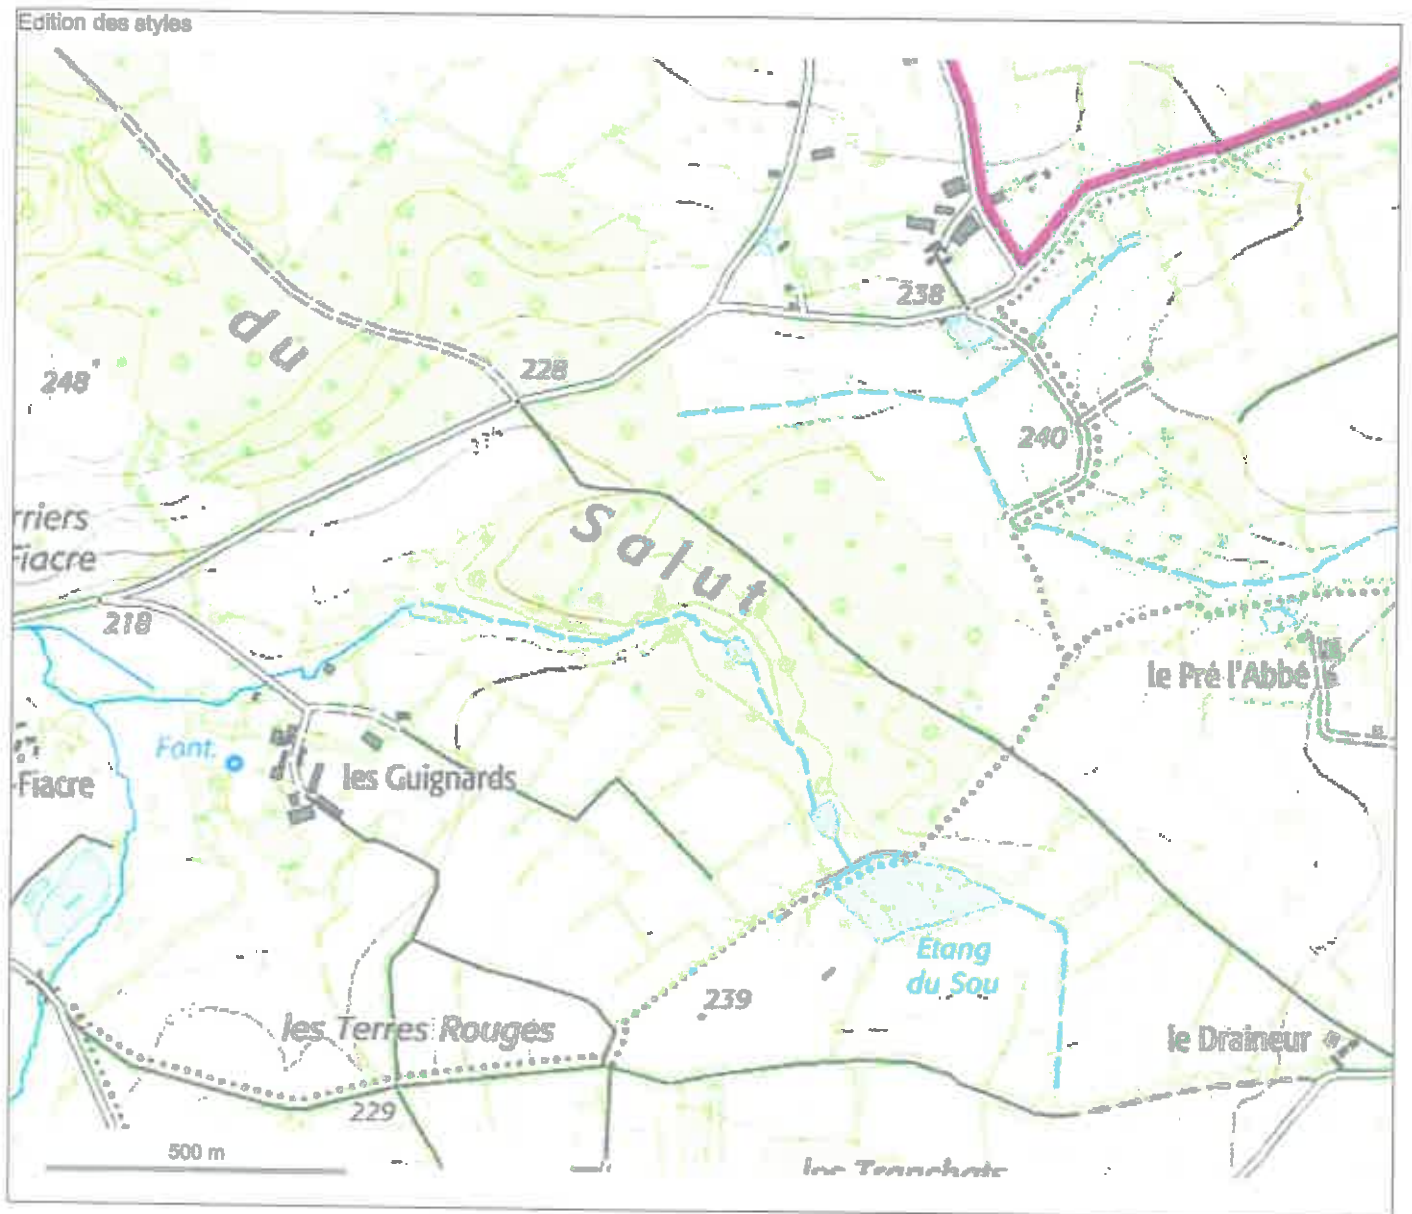 Edition des styles
238
du
228
248
240
Salut
rriers
Fiacre
218
le Pré l'Abbé
Font.
les Guignards
Fiacre
Etang
du Sou
239
les Terres Rouges
le Draineur
229
500 m